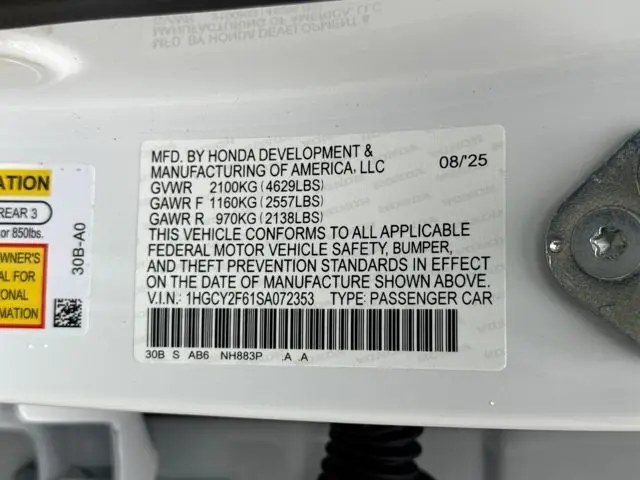 MFD. BY HONDA DEVELOPMENT &
MANUFACTURING OF AMERICA, LLC
08/'25
GVWR 2100KG (4629LBS)
GAWR F 1160KG (2557LBS)
GAWR R 970KG (2138LBS)
THIS VEHICLE CONFORMS TO ALL APPLICABLE
FEDERAL MOTOR VEHICLE SAFETY, BUMPER,
AND THEFT PREVENTION STANDARDS IN EFFECT
ON THE DATE OF MANUFACTURE SHOWN ABOVE.
V.I.N.: 1HGCY2F61SA072353 TYPE: PASSENGER CAR
30B S AB6 NH883P .A .A
ATION
REAR 3
or 850lbs.
OWNER'S
AL FOR
IONAL
RMATION
30B-A0